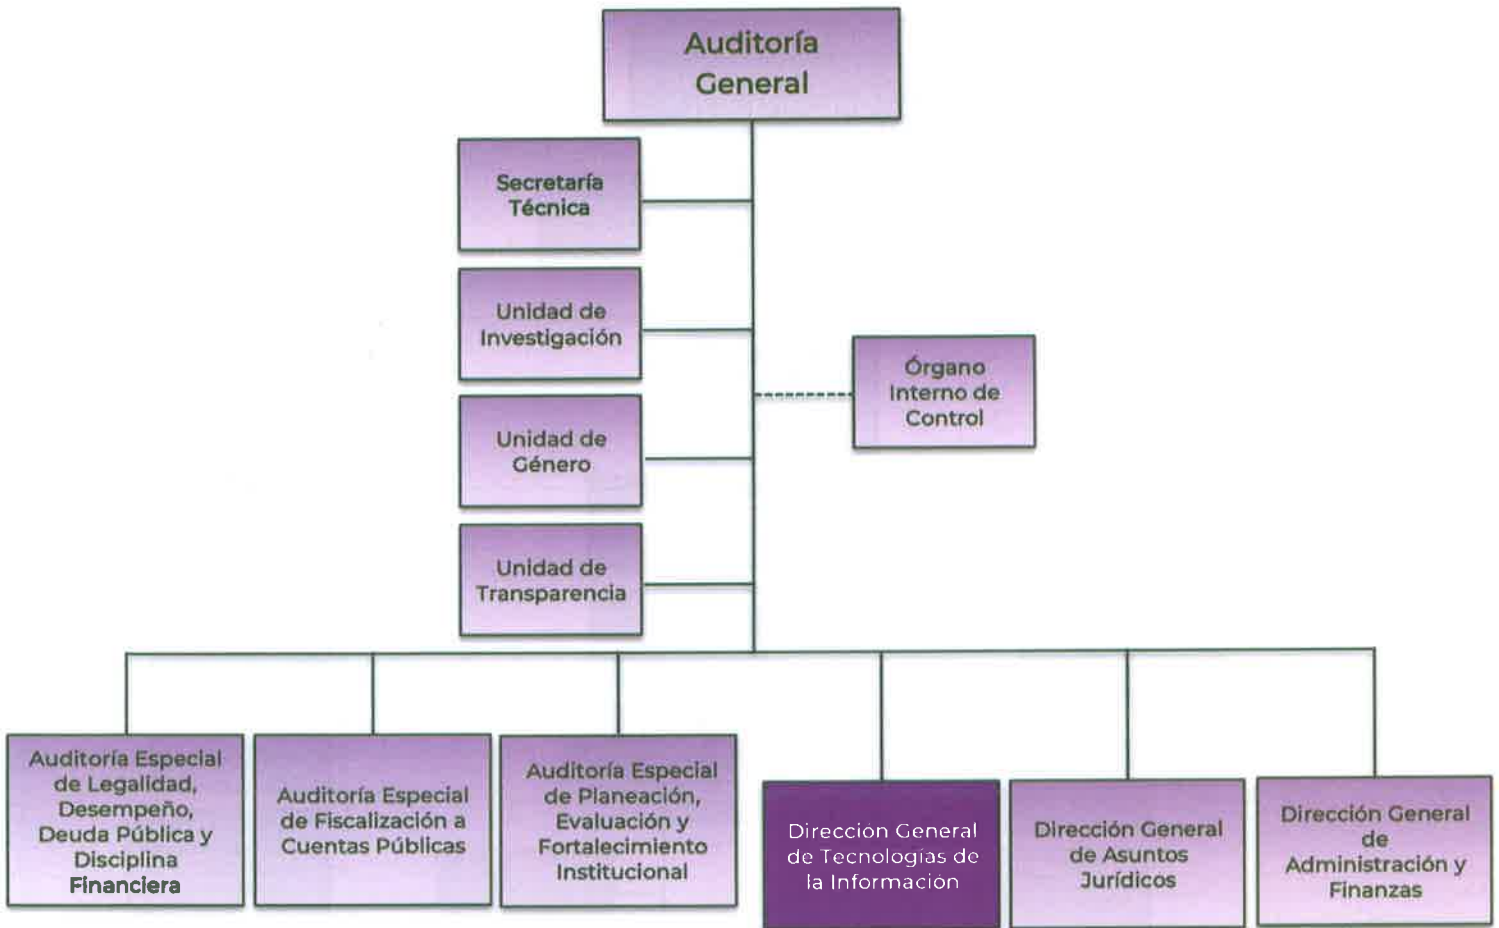 Auditoría
General
Secretaría
Técnica
Unidad de
Investigación
Órgano
Interno de
Control
Unidad de
Género
Unidad de
Transparencia
Auditoría Especial
de Legalidad,
Desempeño,
Deuda Pública y
Disciplina
Financiera
Auditoría Especial
de Fiscalización a
Cuentas Públicas
Auditoría Especial
de Planeación,
Evaluación y
Fortalecimiento
Institucional
Dirección General
de Tecnologías de
la Información
Dirección General
de Asuntos
Jurídicos
Dirección General
de
Administración y
Finanzas